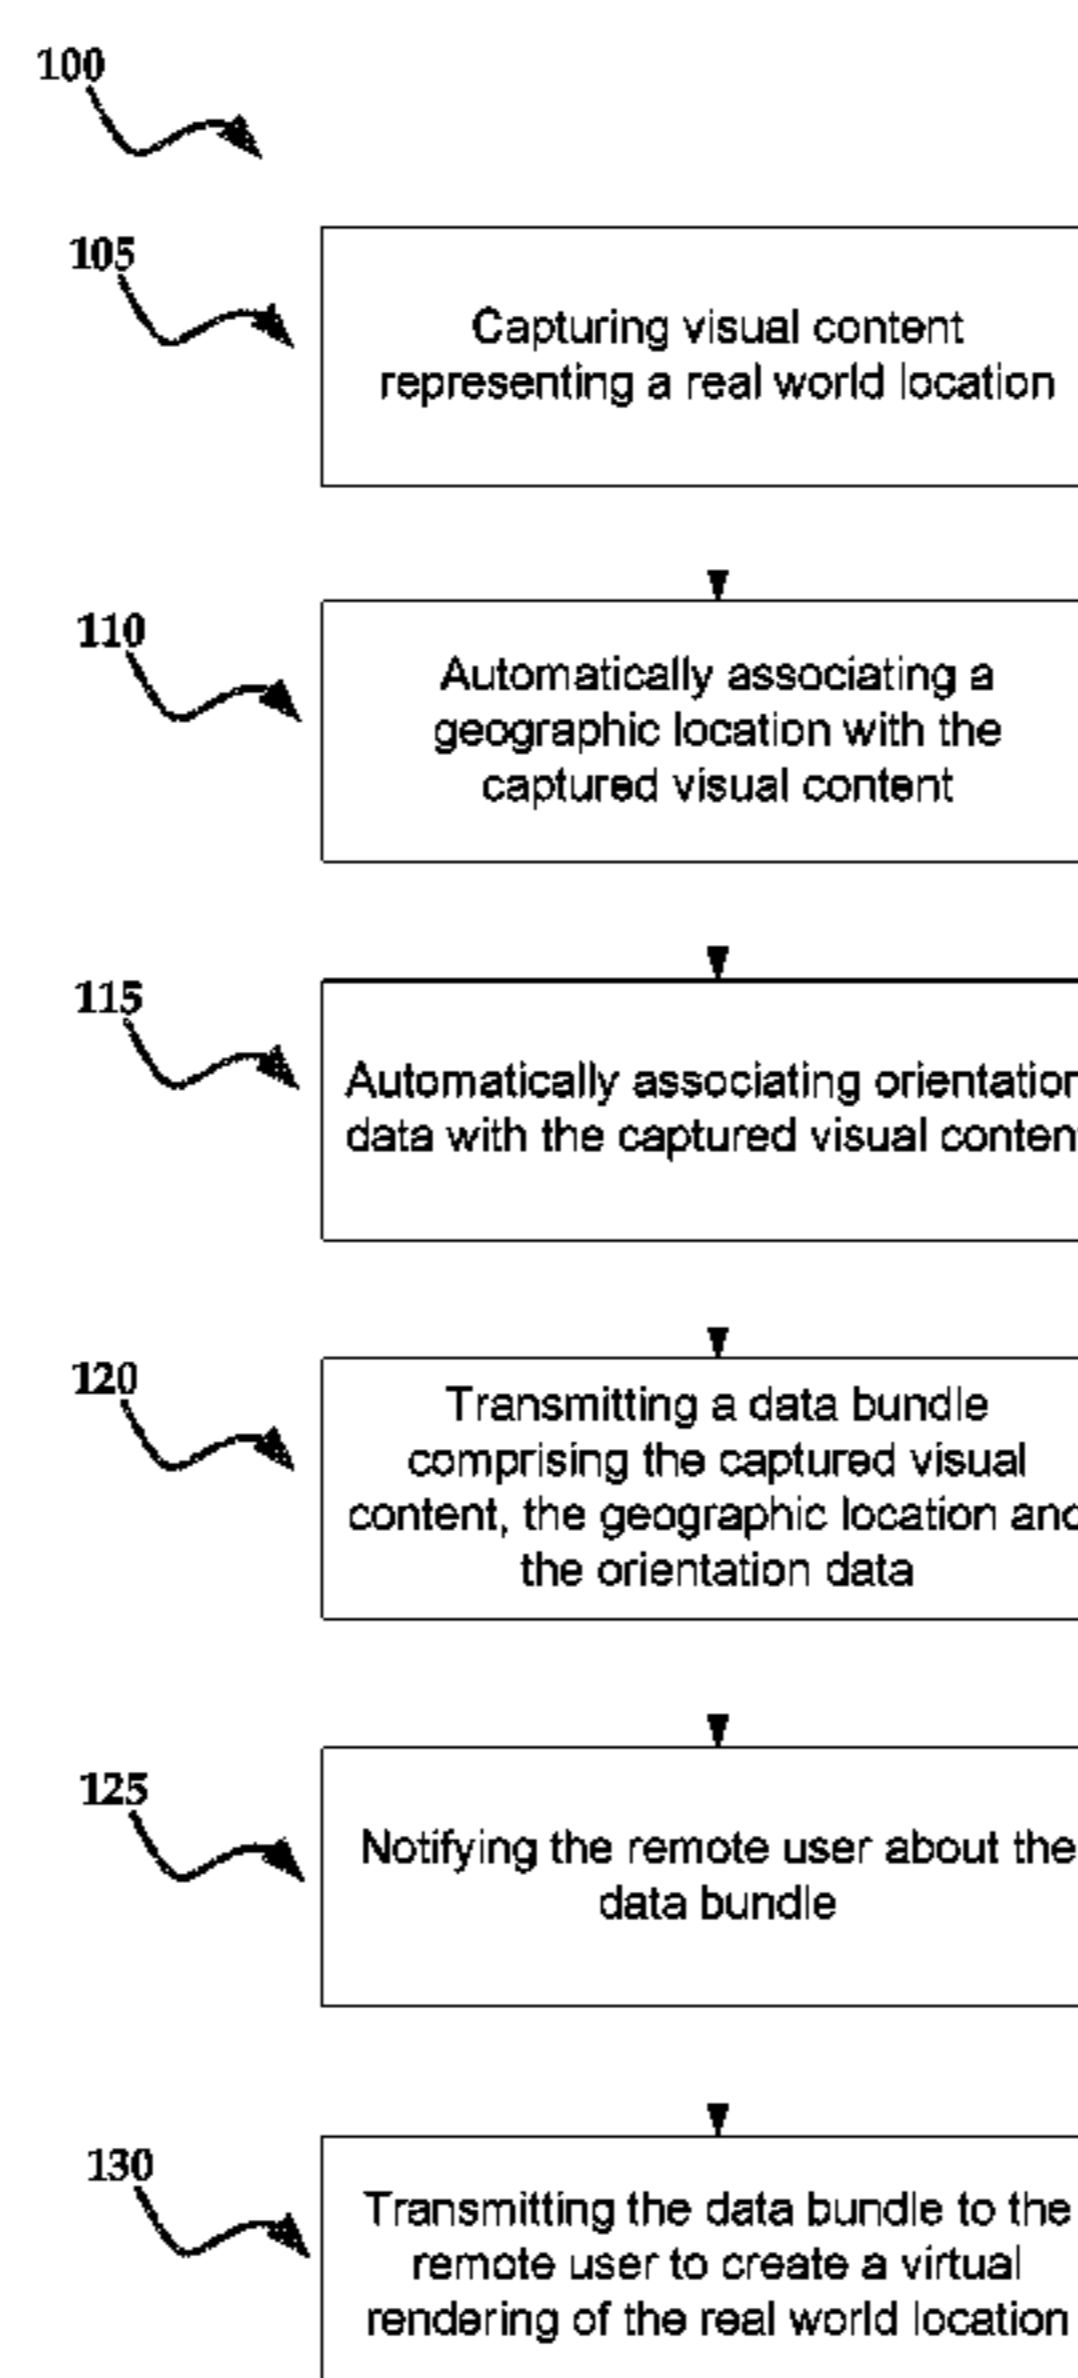 100
105
Capturing visual content
representing a real world location
110
Automatically associating a
geographic location with the
captured visual content
115
Automatically associating orientation
data with the captured visual content
120
Transmitting a data bundle
comprising the captured visual
content, the geographic location and
the orientation data
125
Notifying the remote user about the
data bundle
130
Transmitting the data bundle to the
remote user to create a virtual
rendering of the real world location